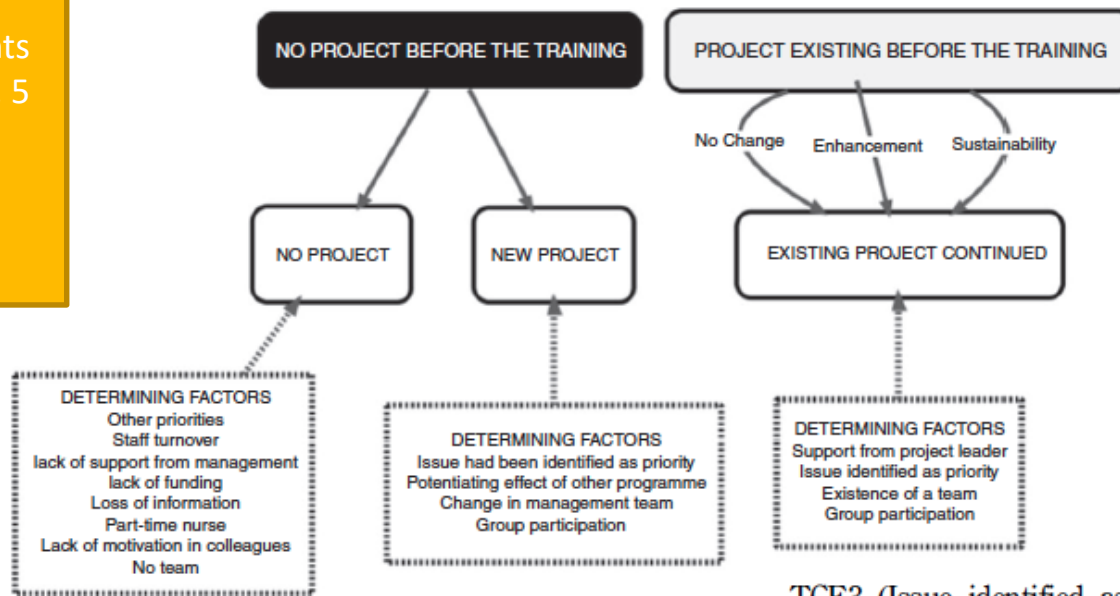 nts
5
NO PROJECT BEFORE THE TRAINING
PROJECT EXISTING BEFORE THE TRAINING
No Change
Enhancement
Sustainability
NO PROJECT
NEW PROJECT
EXISTING PROJECT CONTINUED
DETERMINING FACTORS
Other priorities
Staff turnover
lack of support from management
lack of funding
Loss of information
Part-time nurse
Lack of motivation in colleagues
No team
DETERMINING FACTORS
Issue had been identified as priority
Potentiating effect of other programme
Change in management team
Group participation
DETERMINING FACTORS
Support from project leader
Issue identified as priority
Existence of a team
Group participation